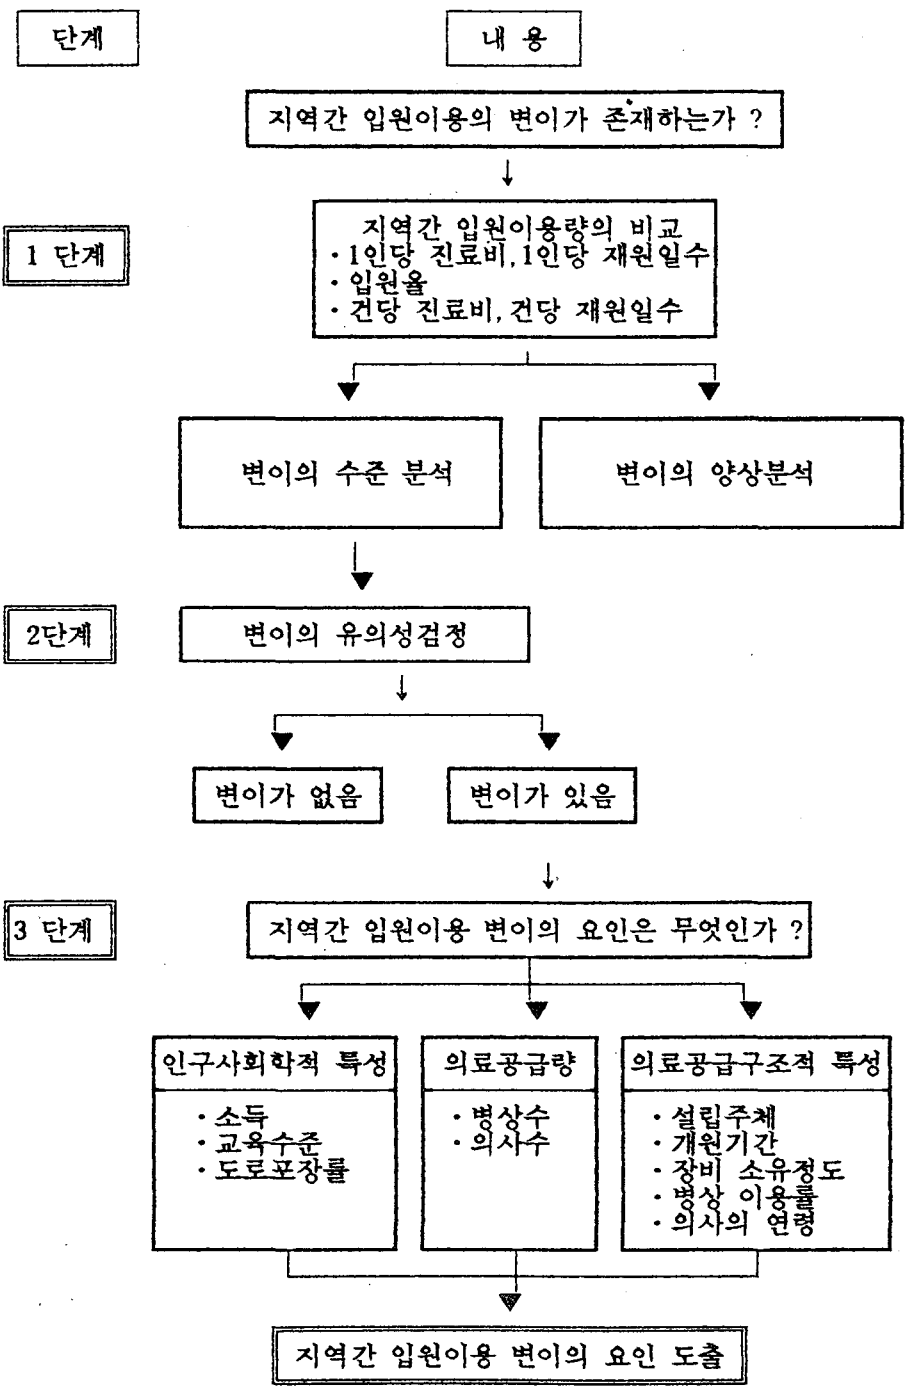 단계
내 용
지역간 입원이용의 변이가 존재하는가 ?
1 단계
지역간 입원이용량의 비교
· 1인당 진료비, 1인당 재원일수
· 입원율
· 건당 진료비, 건당 재원일수
변이의 수준 분석
변이의 양상분석
2단계
변이의 유의성검정
변이가 없음
변이가 있음
3 단계
지역간 입원이용 변이의 요인은 무엇인가 ?
인구사회학적 특성
· 소득
· 교육수준
· 도로포장률
의료공급량
· 병상수
· 의사수
의료공급구조적 특성
· 설립주체
· 개원기간
· 장비 소유정도
· 병상 이용률
· 의사의 연령
지역간 입원이용 변이의 요인 도출